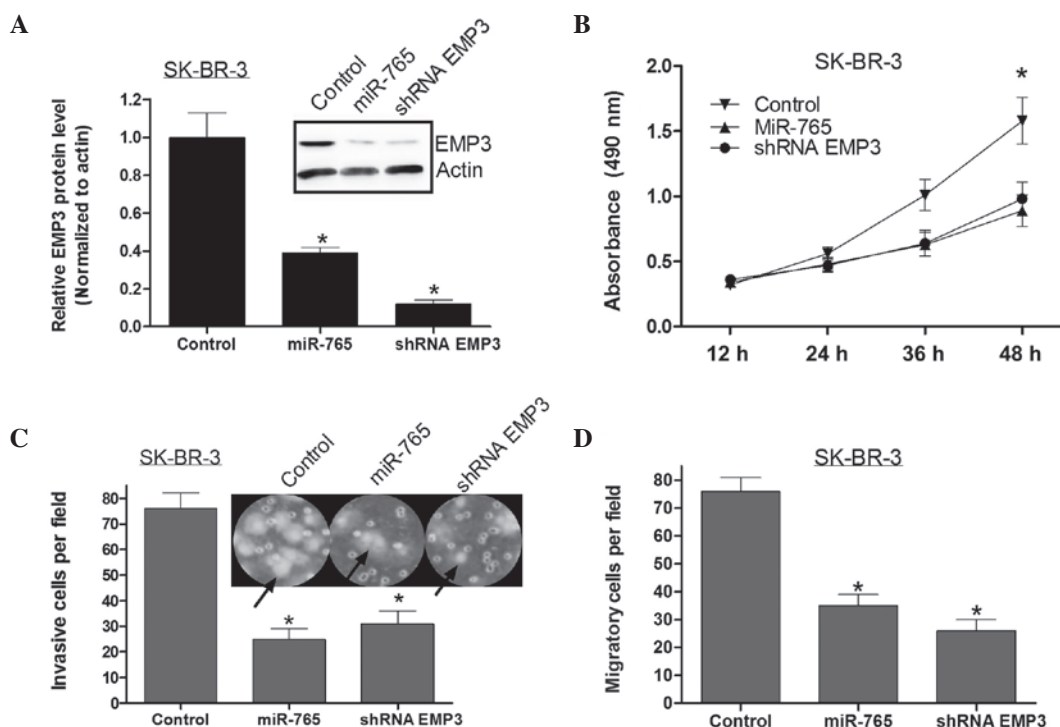 A
SK-BR-3
Relative EMP3 protein level
(Normalized to actin)
1.2
1.0
0.8
0.6
0.4
0.2
0.0
Control
miR-765
shRNA EMP3
EMP3
Actin
*
*
Control
miR-765
shRNA EMP3
B
SK-BR-3
Absorbance (490 nm)
2.0
1.5
1.0
0.5
0.0
Control
MiR-765
shRNA EMP3
*
12 h
24 h
36 h
48 h
C
SK-BR-3
Invasive cells per field
80
70
60
50
40
30
20
10
0
Control
miR-765
shRNA EMP3
*
*
Control
miR-765
shRNA EMP3
D
SK-BR-3
Migratory cells per field
80
70
60
50
40
30
20
10
0
*
*
Control
miR-765
shRNA EMP3